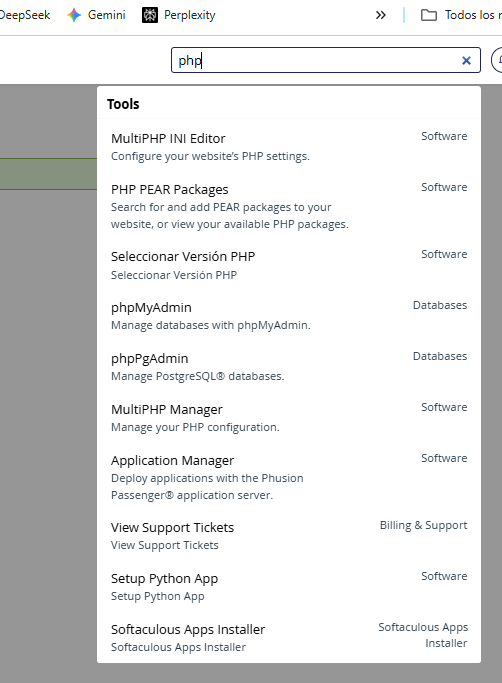 DeepSeek Gemini Perplexity » Todos los
php ×
Tools
MultiPHP INI Editor Software
Configure your website's PHP settings.
PHP PEAR Packages Software
Search for and add PEAR packages to your
website, or view your available PHP packages.
Seleccionar Versión PHP Software
Seleccionar Versión PHP
phpMyAdmin Databases
Manage databases with phpMyAdmin.
phpPgAdmin Databases
Manage PostgreSQL® databases.
MultiPHP Manager Software
Manage your PHP configuration.
Application Manager Software
Deploy applications with the Phusion
Passenger® application server.
View Support Tickets Billing & Support
View Support Tickets
Setup Python App Software
Setup Python App
Softaculous Apps Installer Softaculous Apps
Softaculous Apps Installer Installer